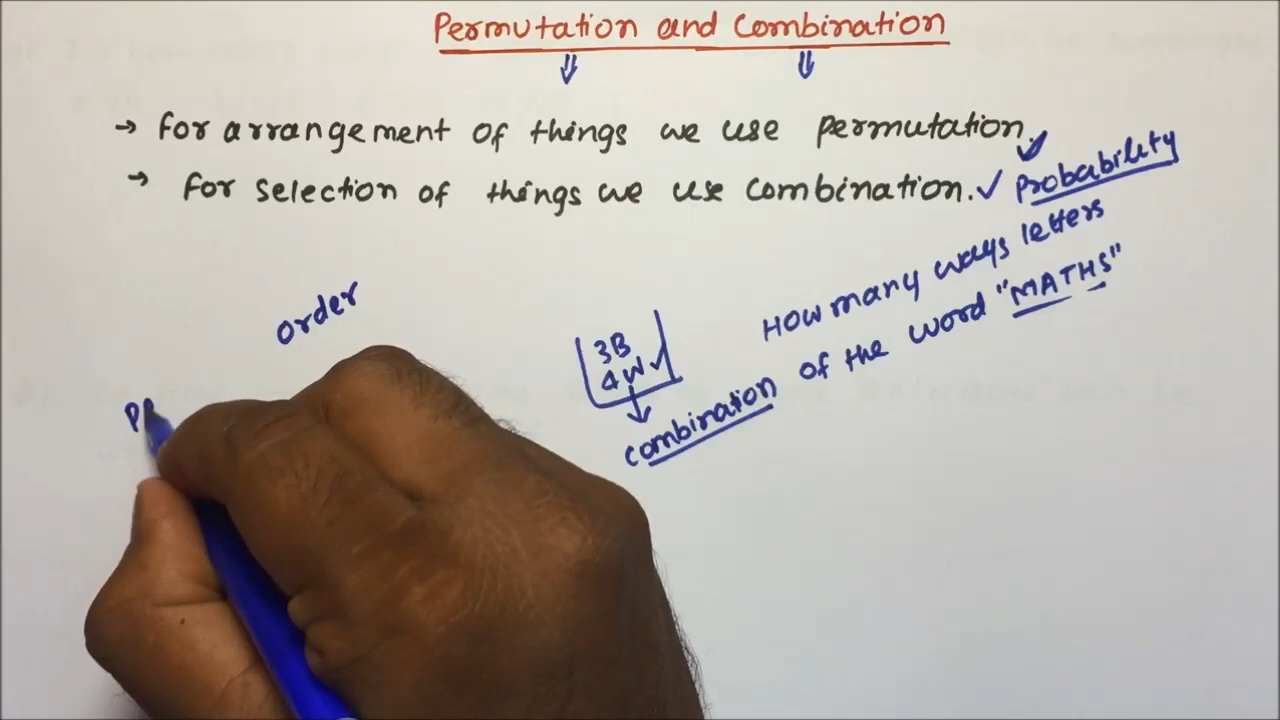 Permutation and Combination
→ For arrangement of things we use permutation.
→ For selection of things we use combination. ✓ Probability
How many ways letters
of the word "MATHS"
order
3B
4W ✓
combination